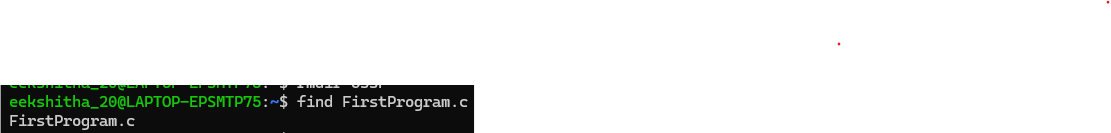 eekshitha_20@LAPTOP-EPSMTP75:~$ find FirstProgram.c
FirstProgram.c